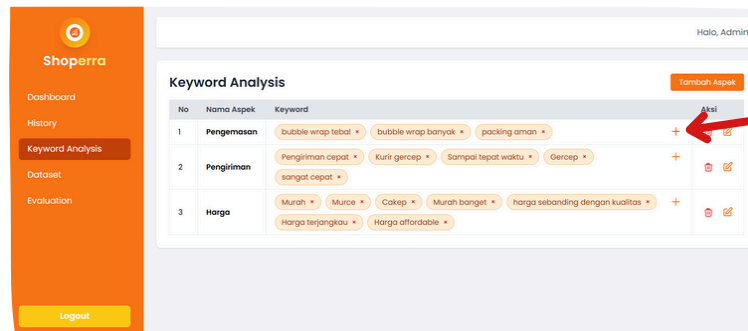 Shoperra
Dashboard
History
Keyword Analysis
Dataset
Evaluation
Logout
Halo, Admin
Keyword Analysis
Tambah Aspek
No Nama Aspek Keyword Aksi
1 Pengemasan bubble wrap tebal × bubble wrap banyak × packing aman × +
2 Pengiriman Pengiriman cepat × Kurir gercep × Sampai tepat waktu × Gercep × +
sangat cepat ×
3 Harga Murah × Murce × Cakep × Murah banget × harga sebanding dengan kualitas × +
Harga terjangkau × Harga affordable ×